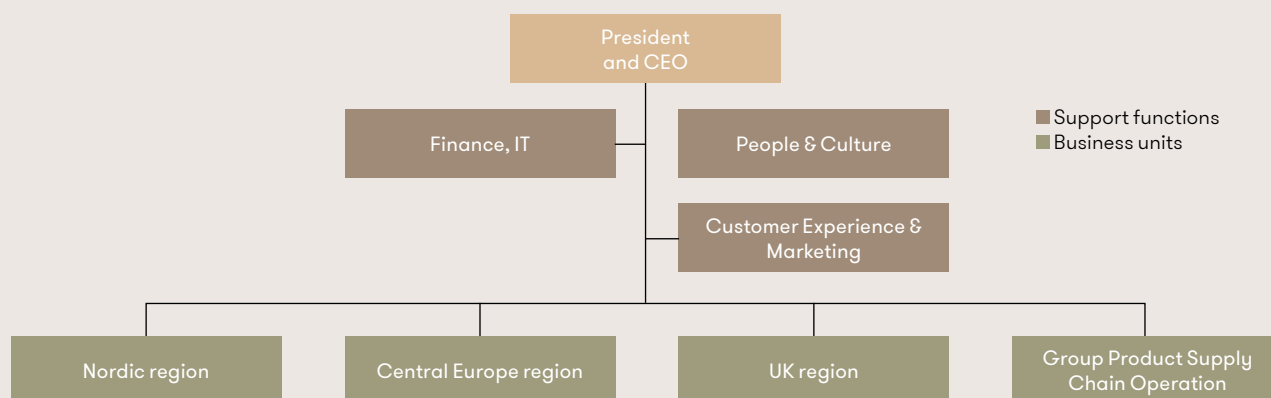 President
and CEO
Finance, IT
People & Culture
Support functions
Business units
Customer Experience &
Marketing
Nordic region
Central Europe region
UK region
Group Product Supply
Chain Operation